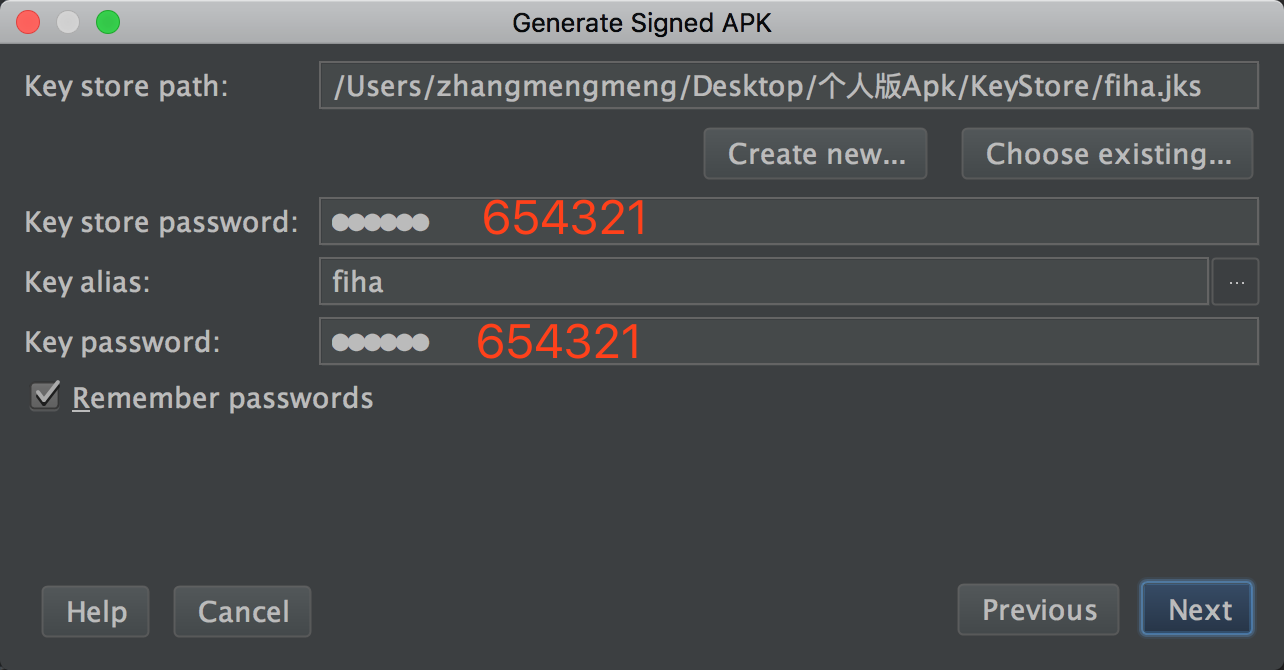 Generate Signed APK
Key store path: /Users/zhangmengmeng/Desktop/个人版Apk/KeyStore/fiha.jks
Create new... Choose existing...
Key store password: ●●●●●● 654321
Key alias: fiha ...
Key password: ●●●●●● 654321
Remember passwords
Help Cancel Previous Next